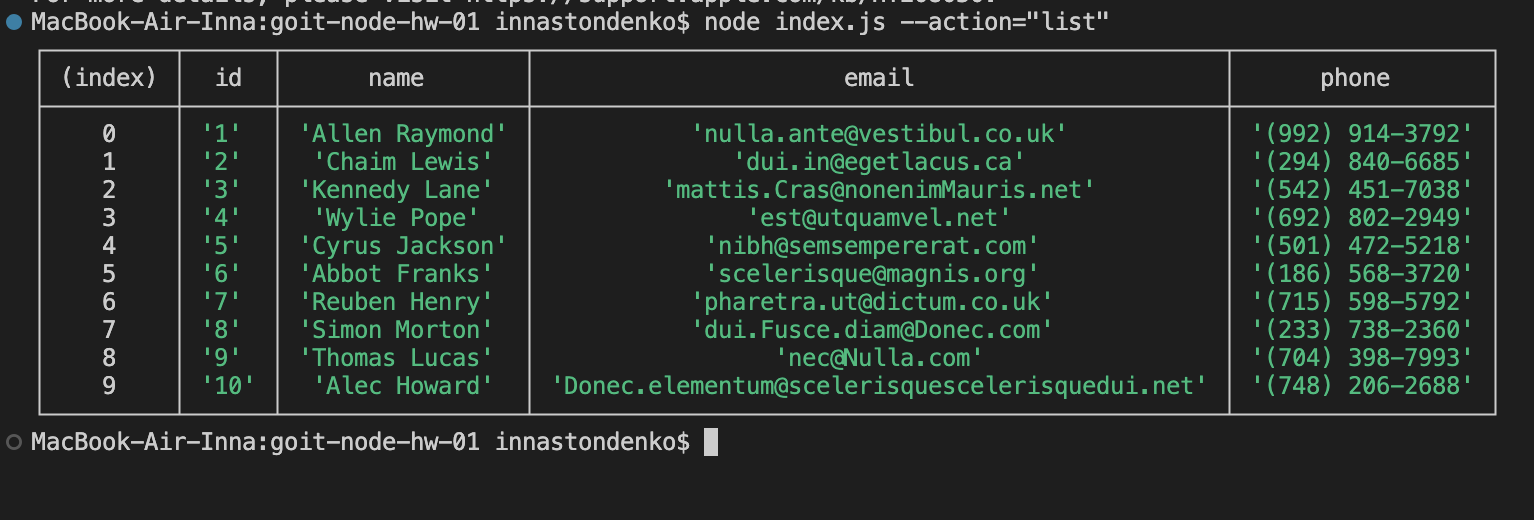 MacBook-Air-Inna:goit-node-hw-01 innastondenko$ node index.js --action="list"
(index) id name email phone
0 '1' 'Allen Raymond' 'nulla.ante@vestibul.co.uk' '(992) 914-3792'
1 '2' 'Chaim Lewis' 'dui.in@egetlacus.ca' '(294) 840-6685'
2 '3' 'Kennedy Lane' 'mattis.Cras@nonenimMauris.net' '(542) 451-7038'
3 '4' 'Wylie Pope' 'est@utquamvel.net' '(692) 802-2949'
4 '5' 'Cyrus Jackson' 'nibh@semsempererat.com' '(501) 472-5218'
5 '6' 'Abbot Franks' 'scelerisque@magnis.org' '(186) 568-3720'
6 '7' 'Reuben Henry' 'pharetra.ut@dictum.co.uk' '(715) 598-5792'
7 '8' 'Simon Morton' 'dui.Fusce.diam@Donec.com' '(233) 738-2360'
8 '9' 'Thomas Lucas' 'nec@Nulla.com' '(704) 398-7993'
9 '10' 'Alec Howard' 'Donec.elementum@scelerisquescelerisquedui.net' '(748) 206-2688'
MacBook-Air-Inna:goit-node-hw-01 innastondenko$